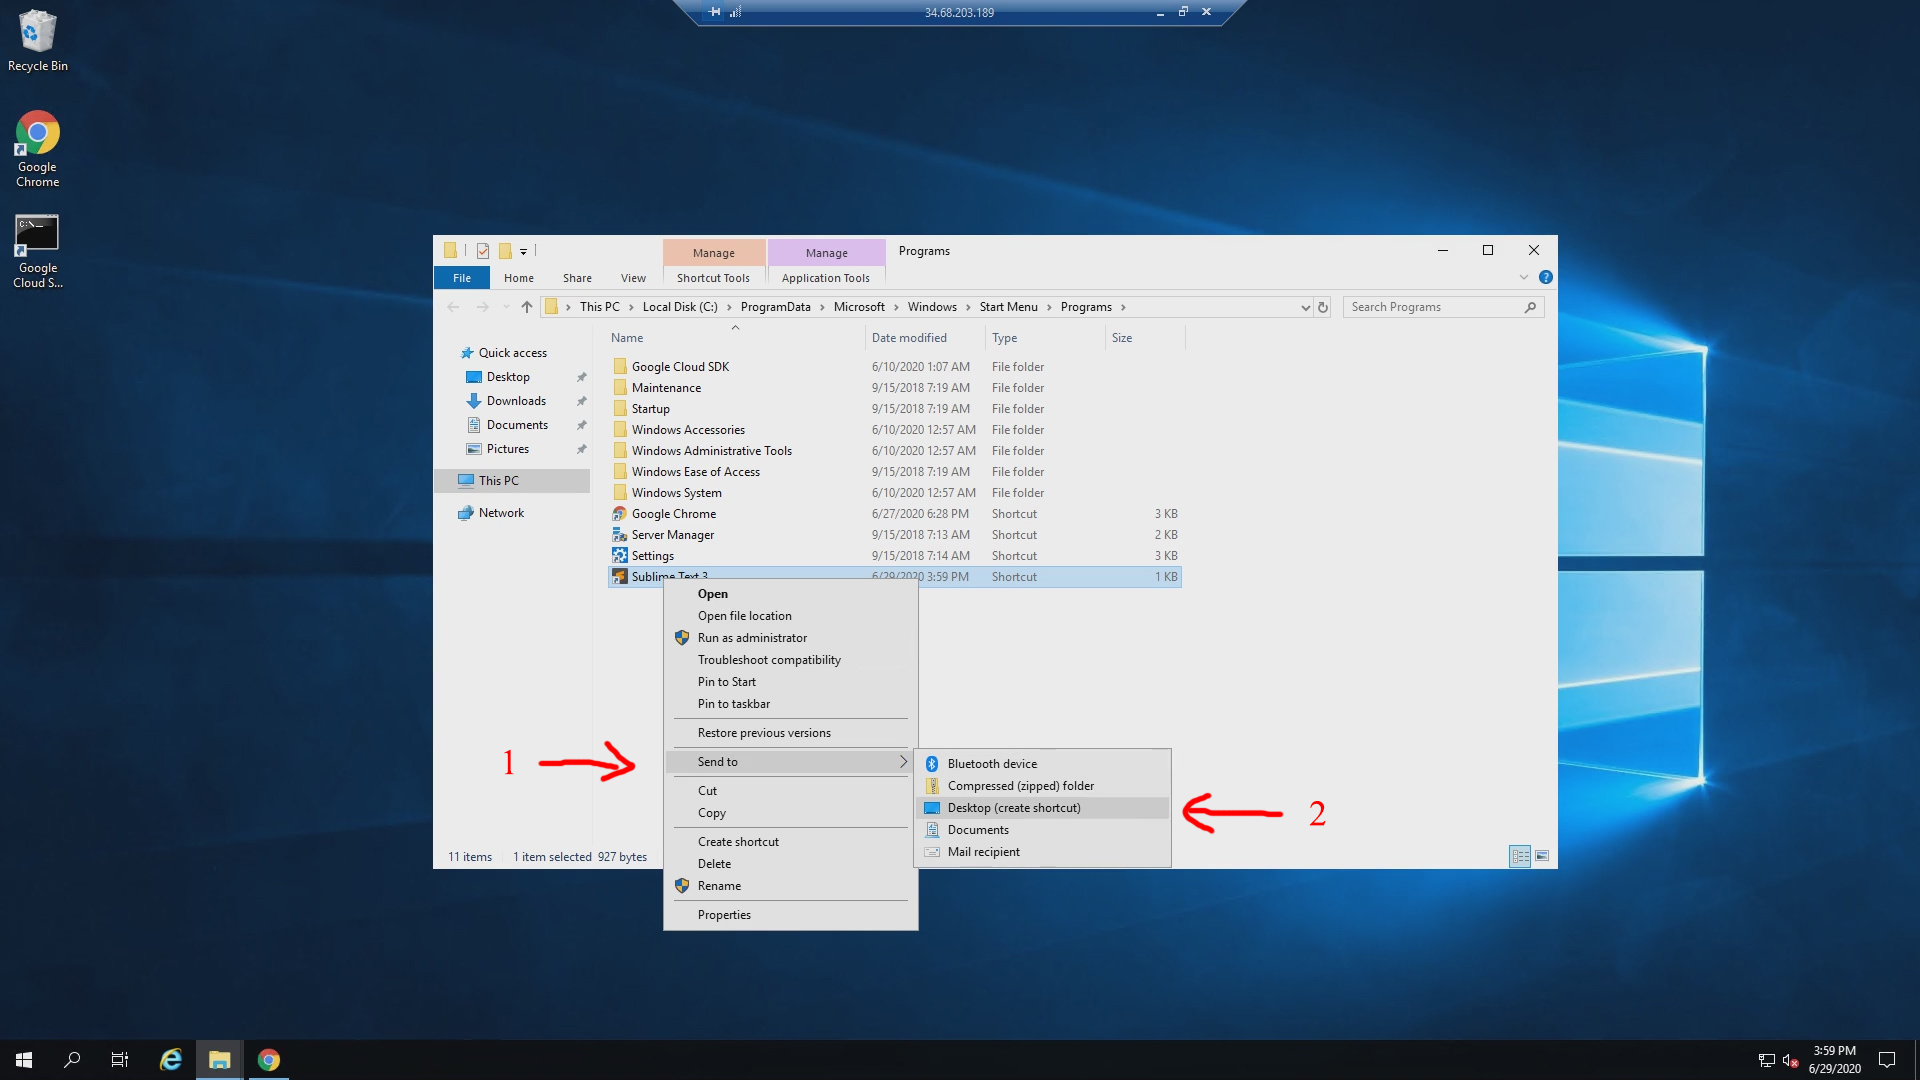 34.68.203.189
Recycle Bin
Google
Chrome
Google
Cloud S...
Manage
Manage
Programs
File
Home
Share
View
Shortcut Tools
Application Tools
This PC
Local Disk (C:)
ProgramData
Microsoft
Windows
Start Menu
Programs
Search Programs
Quick access
Desktop
Downloads
Documents
Pictures
This PC
Network
Name Date modified Type Size
Google Cloud SDK 6/10/2020 1:07 AM File folder
Maintenance 9/15/2018 7:19 AM File folder
Startup 9/15/2018 7:19 AM File folder
Windows Accessories 6/10/2020 12:57 AM File folder
Windows Administrative Tools 6/10/2020 12:57 AM File folder
Windows Ease of Access 9/15/2018 7:19 AM File folder
Windows System 6/10/2020 12:57 AM File folder
Google Chrome 6/27/2020 6:28 PM Shortcut 3 KB
Server Manager 9/15/2018 7:13 AM Shortcut 2 KB
Settings 9/15/2018 7:14 AM Shortcut 3 KB
Sublime Text 3 6/29/2020 3:59 PM Shortcut 1 KB
Open
Open file location
Run as administrator
Troubleshoot compatibility
Pin to Start
Pin to taskbar
Restore previous versions
1
Send to
Cut
Copy
Create shortcut
Delete
Rename
Properties
Bluetooth device
Compressed (zipped) folder
Desktop (create shortcut)
Documents
Mail recipient
2
11 items 1 item selected 927 bytes
3:59 PM
6/29/2020